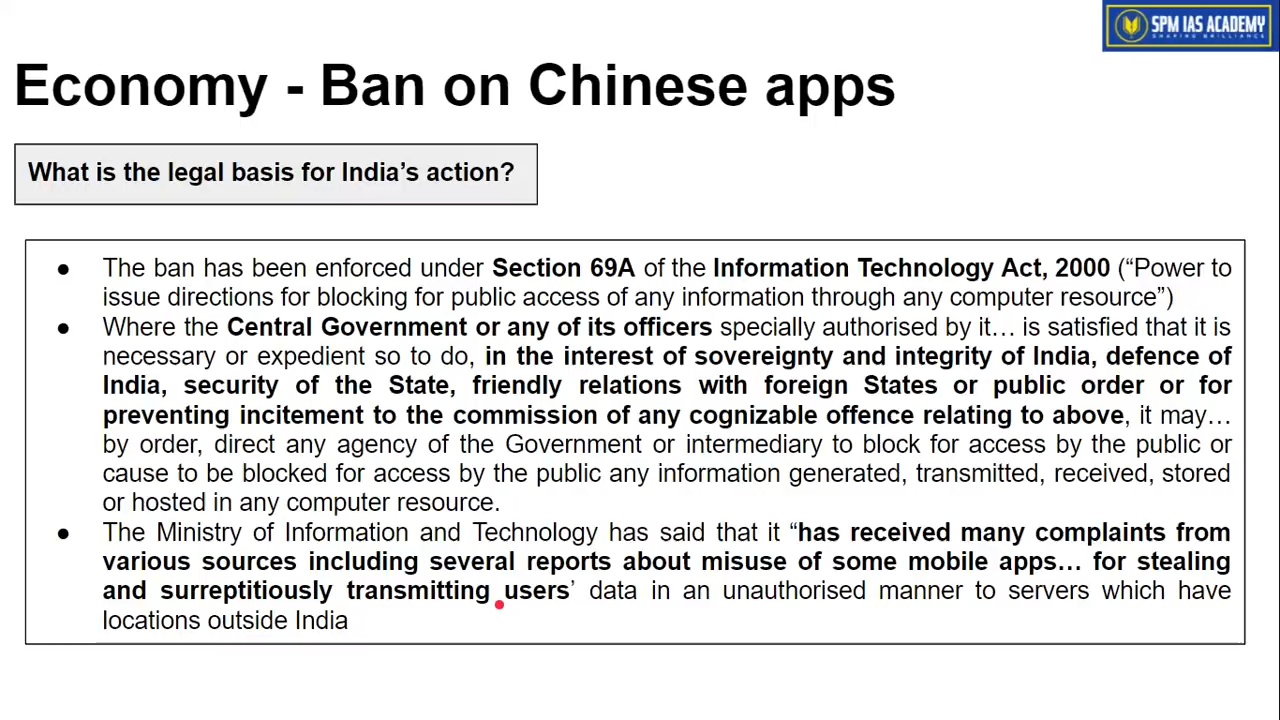 SPM IAS ACADEMY
SHAPING BRILLIANCE
Economy - Ban on Chinese apps
What is the legal basis for India’s action?
● The ban has been enforced under Section 69A of the Information Technology Act, 2000 (“Power to
issue directions for blocking for public access of any information through any computer resource”)
● Where the Central Government or any of its officers specially authorised by it… is satisfied that it is
necessary or expedient so to do, in the interest of sovereignty and integrity of India, defence of
India, security of the State, friendly relations with foreign States or public order or for
preventing incitement to the commission of any cognizable offence relating to above, it may…
by order, direct any agency of the Government or intermediary to block for access by the public or
cause to be blocked for access by the public any information generated, transmitted, received, stored
or hosted in any computer resource.
● The Ministry of Information and Technology has said that it “has received many complaints from
various sources including several reports about misuse of some mobile apps… for stealing
and surreptitiously transmitting users’ data in an unauthorised manner to servers which have
locations outside India